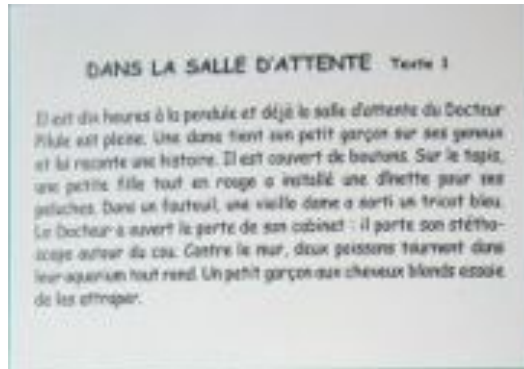 DANS LA SALLE D'ATTENTE Texte 1
Il est dix heures à la pendule et déjà la salle d'attente du Docteur
Pilule est pleine. Une dame tient son petit garçon sur ses genoux
et lui raconte une histoire. Il est couvert de boutons. Sur le tapis,
une petite fille tout en rouge a installé une dînette pour ses
peluches. Dans un fauteuil, une vieille dame a sorti un tricot bleu.
Le Docteur a ouvert la porte de son cabinet : il porte son stétho-
scope autour du cou. Contre le mur, deux poissons tournent dans
leur aquarium tout rond. Un petit garçon aux cheveux blonds essaie
de les attraper.